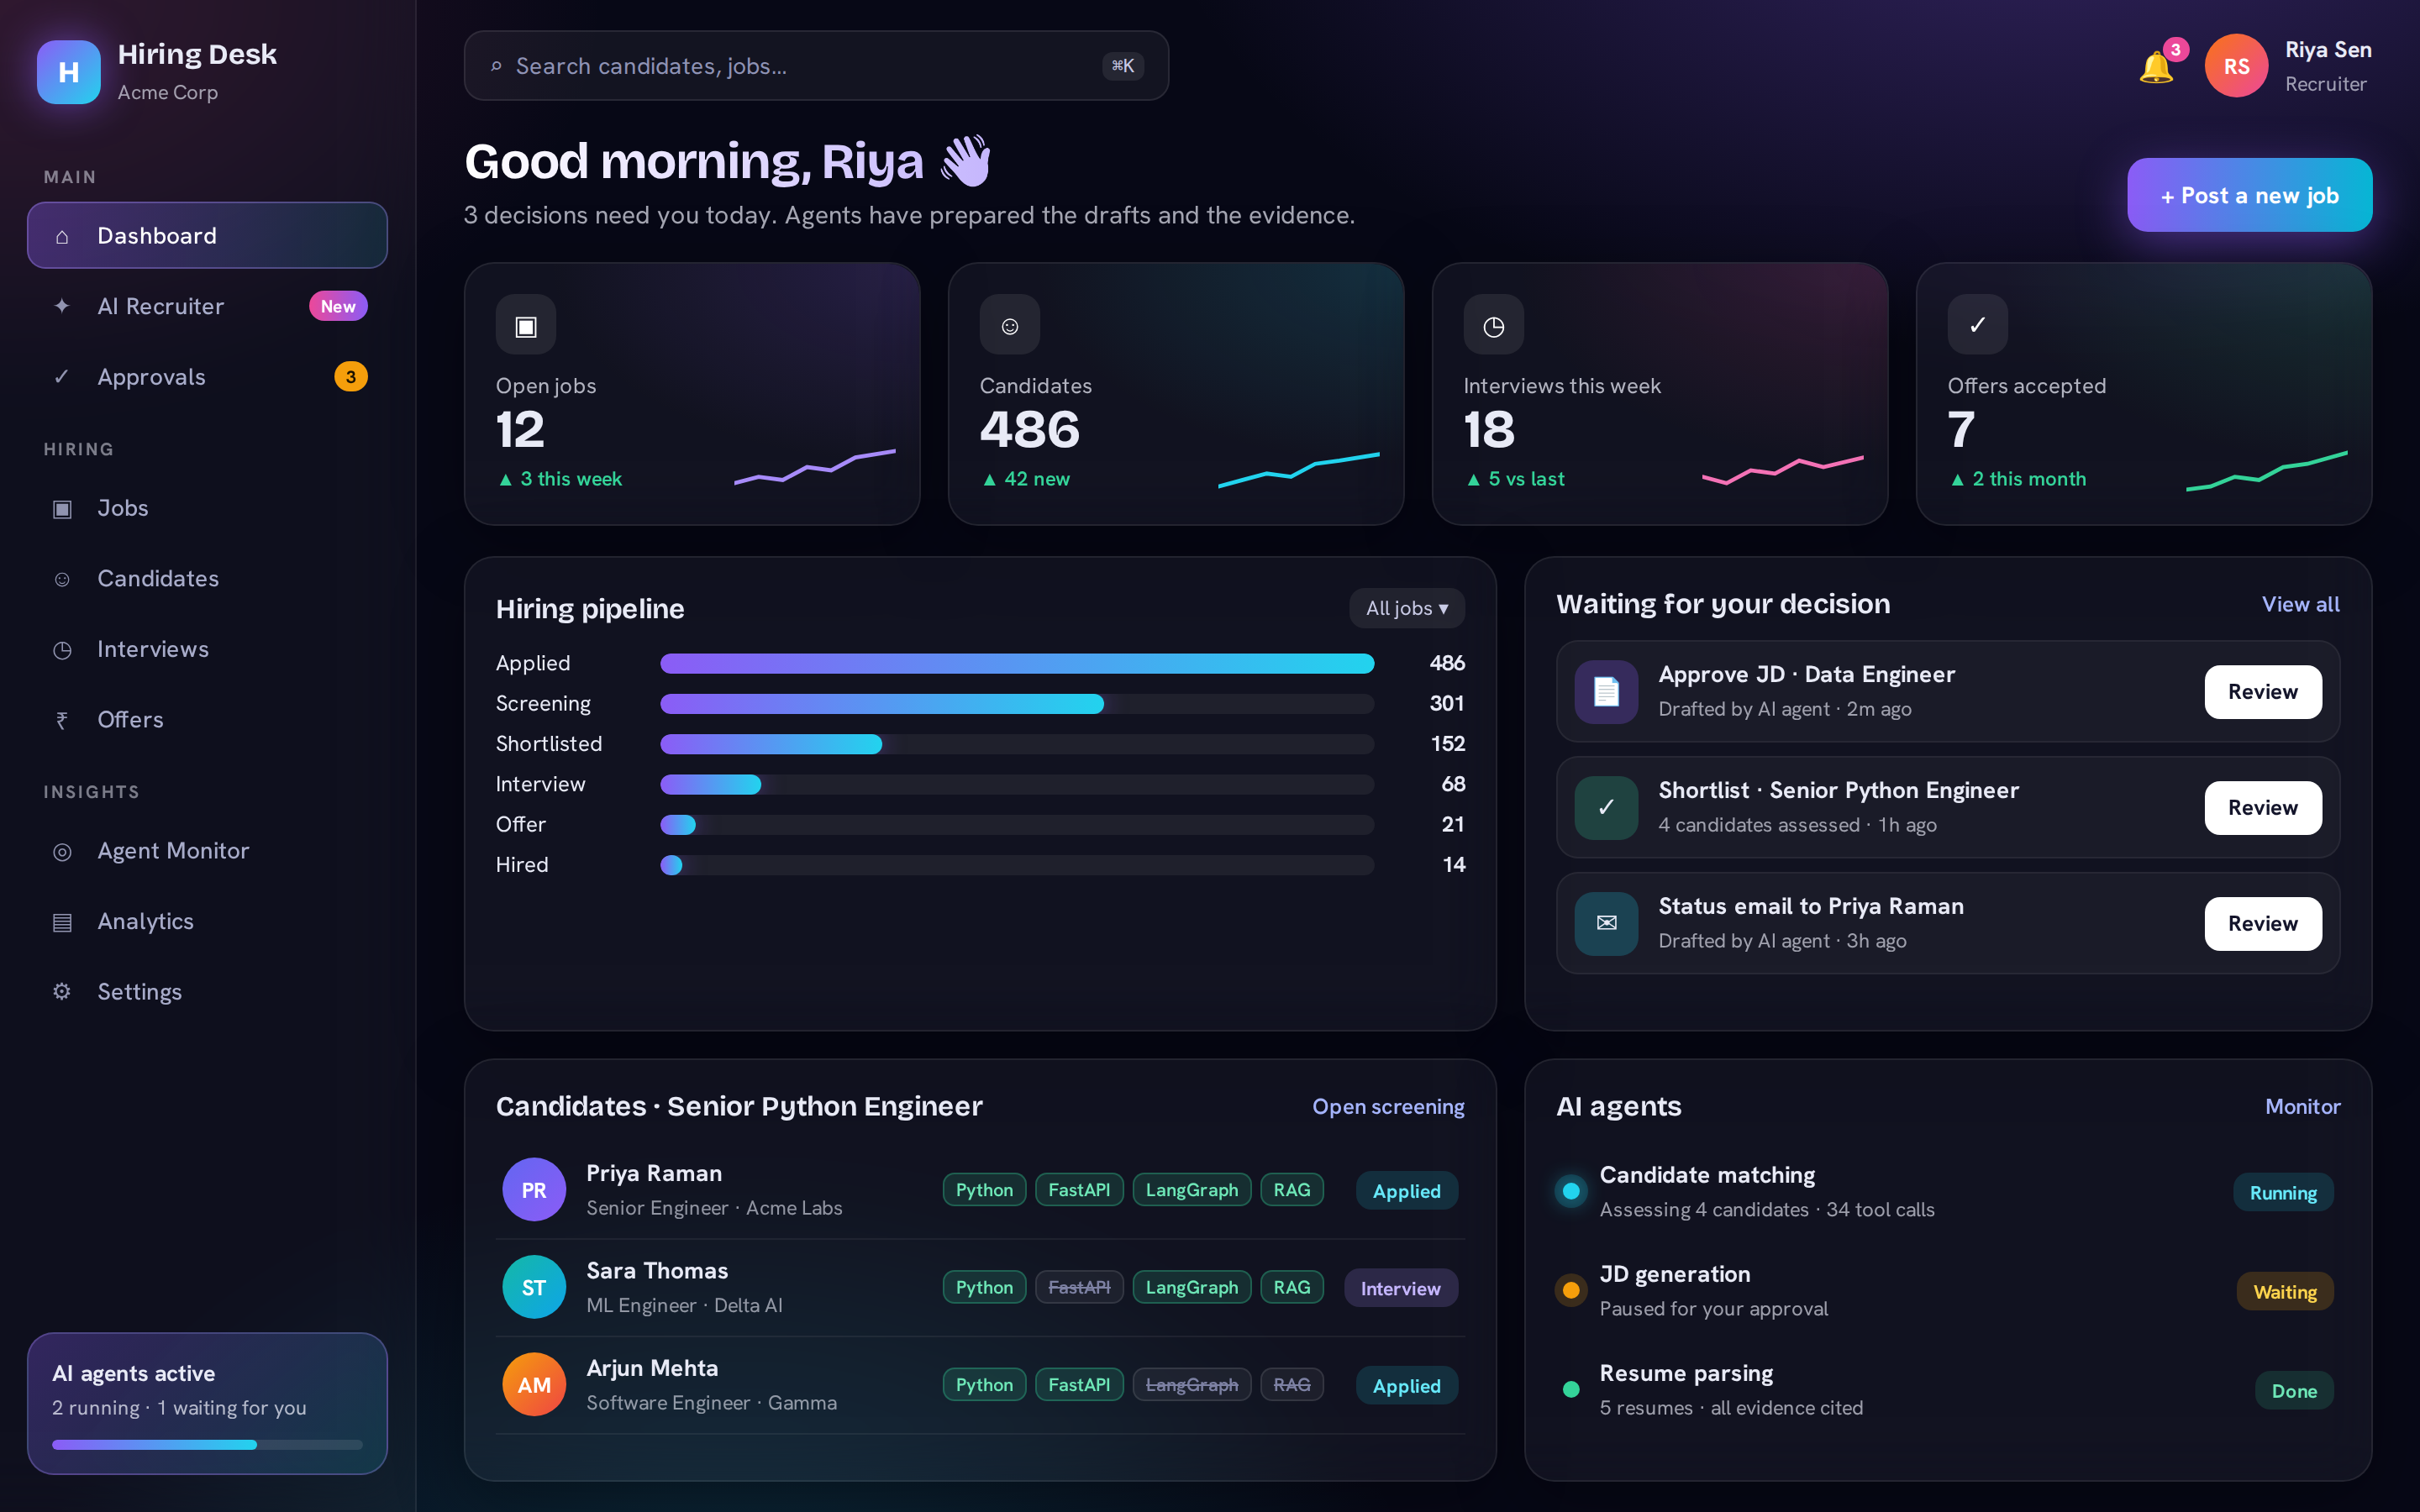 H
Hiring Desk
Acme Corp
MAIN
Dashboard
AI Recruiter New
Approvals 3
HIRING
Jobs
Candidates
Interviews
₹ Offers
INSIGHTS
Agent Monitor
Analytics
Settings
AI agents active
2 running · 1 waiting for you
Search candidates, jobs... ⌘K
3
RS
Riya Sen
Recruiter
Good morning, Riya 👋
3 decisions need you today. Agents have prepared the drafts and the evidence.
+ Post a new job
Open jobs
12
▲ 3 this week
Candidates
486
▲ 42 new
Interviews this week
18
▲ 5 vs last
Offers accepted
7
▲ 2 this month
Hiring pipeline
All jobs ▾
Applied 486
Screening 301
Shortlisted 152
Interview 68
Offer 21
Hired 14
Waiting for your decision
View all
Approve JD · Data Engineer
Drafted by AI agent · 2m ago
Review
Shortlist · Senior Python Engineer
4 candidates assessed · 1h ago
Review
Status email to Priya Raman
Drafted by AI agent · 3h ago
Review
Candidates · Senior Python Engineer
Open screening
PR
Priya Raman
Senior Engineer · Acme Labs
Python FastAPI LangGraph RAG
Applied
ST
Sara Thomas
ML Engineer · Delta AI
Python FastAPI LangGraph RAG
Interview
AM
Arjun Mehta
Software Engineer · Gamma
Python FastAPI LangGraph RAG
Applied
AI agents
Monitor
Candidate matching
Assessing 4 candidates · 34 tool calls
Running
JD generation
Paused for your approval
Waiting
Resume parsing
5 resumes · all evidence cited
Done